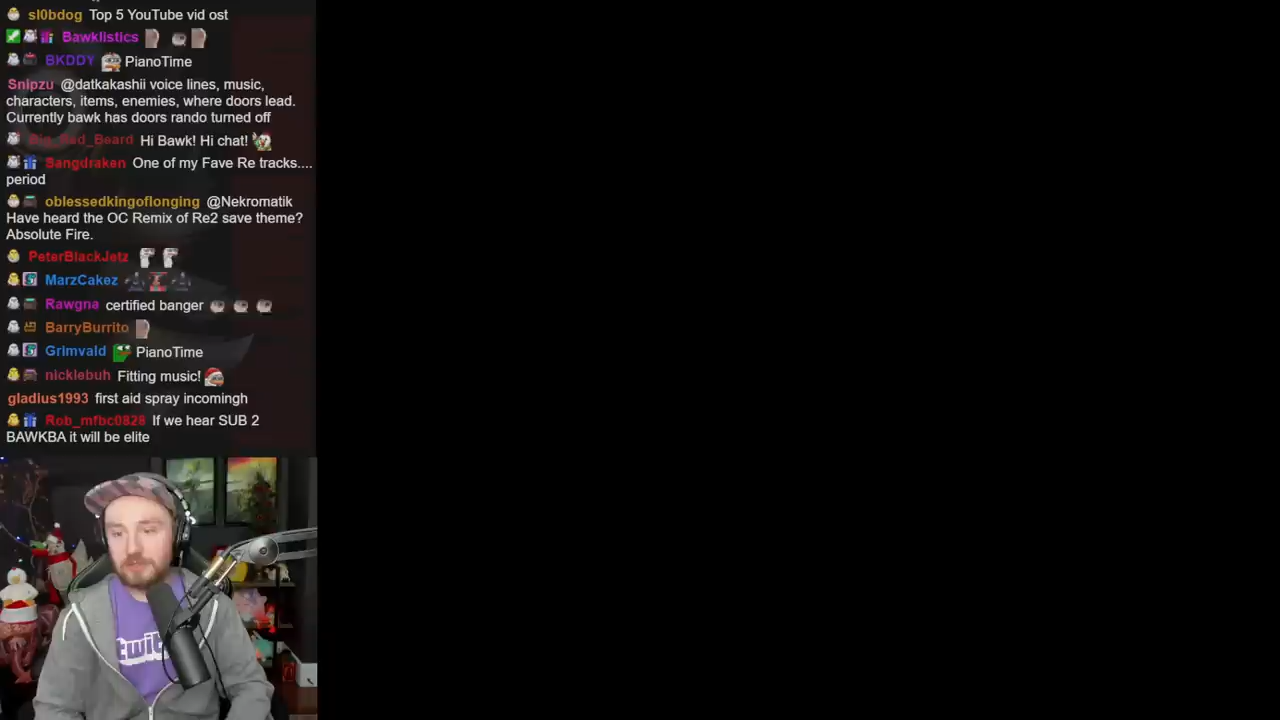 sl0bdog Top 5 YouTube vid ost
Bawklistics
BKDDY PianoTime
Snipzu @datkakashii voice lines, music,
characters, items, enemies, where doors lead.
Currently bawk has doors rando turned off
Big_Red_Beard Hi Bawk! Hi chat!
Sangdraken One of my Fave Re tracks....
period
oblessedkingoflonging @Nekromatik
Have heard the OC Remix of Re2 save theme?
Absolute Fire.
PeterBlackJetz
MarzCakez
Rawgna certified banger
BarryBurrito
Grimvald PianoTime
nicklebuh Fitting music!
gladius1993 first aid spray incomingh
Rob_mfbc0828 If we hear SUB 2
BAWKBA it will be elite
twit